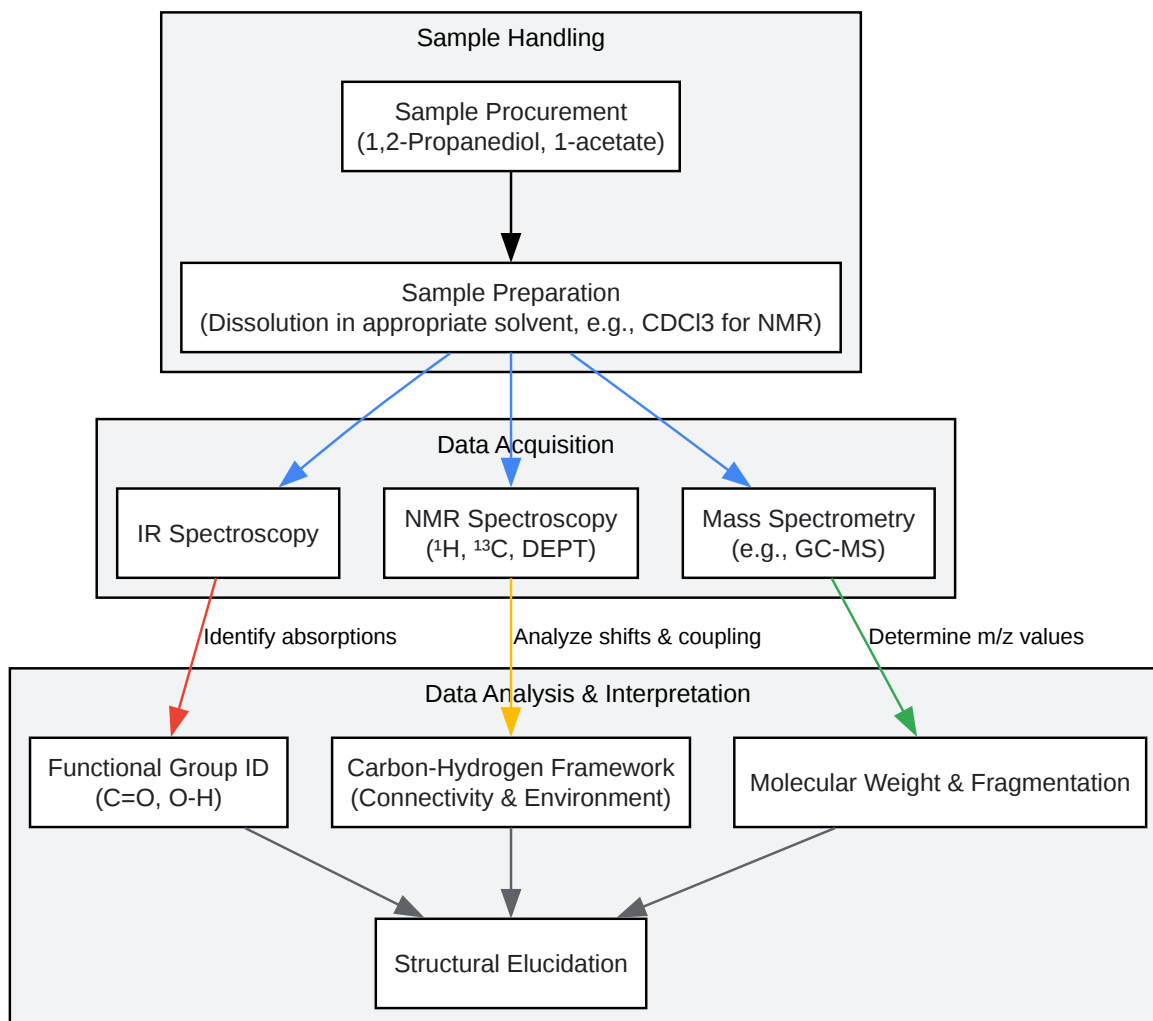 Sample Handling
Sample Procurement
(1,2-Propanediol, 1-acetate)
Sample Preparation
(Dissolution in appropriate solvent, e.g., CDCl3 for NMR)
Data Acquisition
IR Spectroscopy
NMR Spectroscopy
(¹H, ¹³C, DEPT)
Mass Spectrometry
(e.g., GC-MS)
Identify absorptions
Analyze shifts & coupling
Determine m/z values
Data Analysis & Interpretation
Functional Group ID
(C=O, O-H)
Carbon-Hydrogen Framework
(Connectivity & Environment)
Molecular Weight & Fragmentation
Structural Elucidation